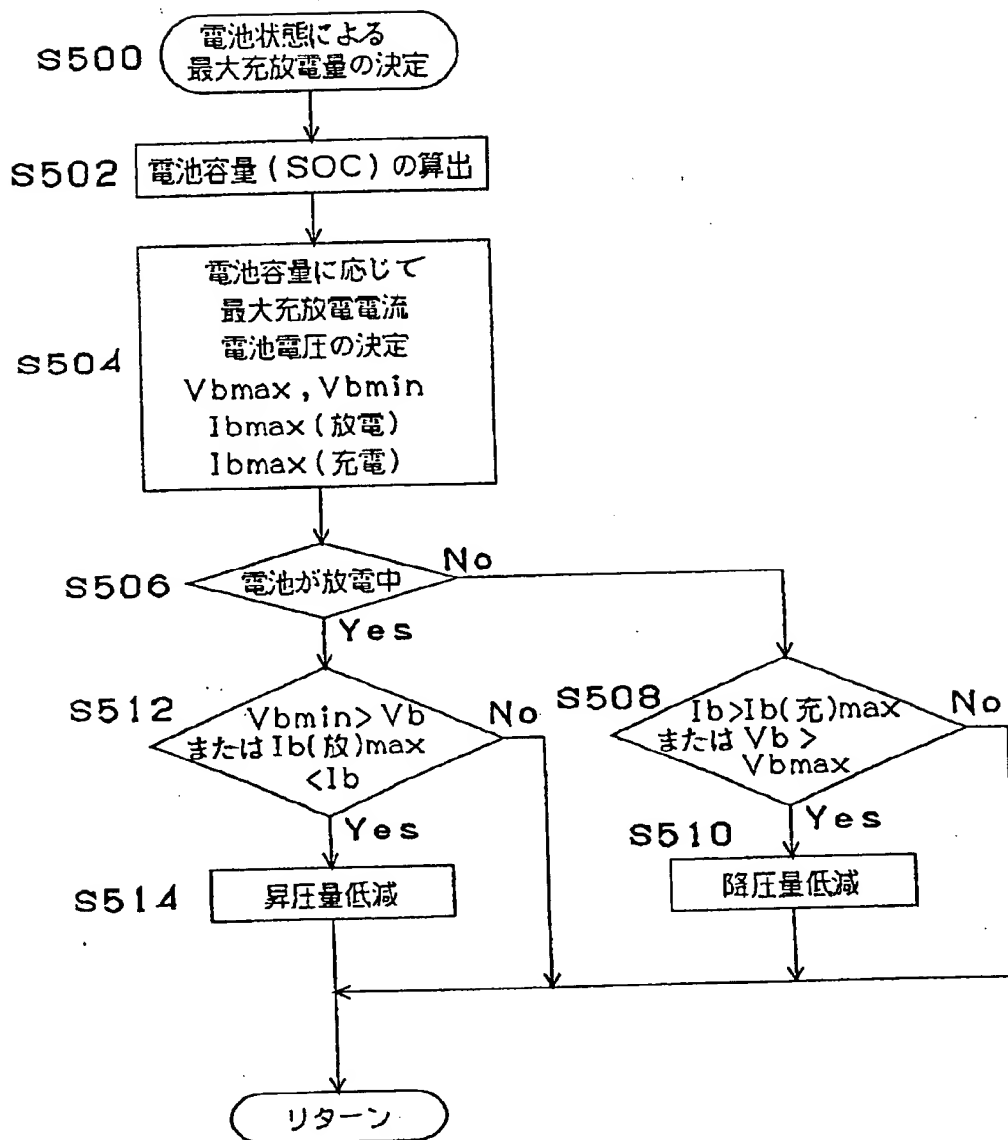 S500
電池状態による
最大充放電量の決定
S502
電池容量(SOC)の算出
S504
電池容量に応じて
最大充放電電流
電池電圧の決定
Vbmax,Vbmin
Ibmax(放電)
Ibmax(充電)
S506
電池が放電中
No
Yes
S512
Vbmin>Vb
またはIb(放)max
<Ib
No
Yes
S508
Ib>Ib(充)max
またはVb>
Vbmax
No
Yes
S514
昇圧量低減
S510
降圧量低減
リターン